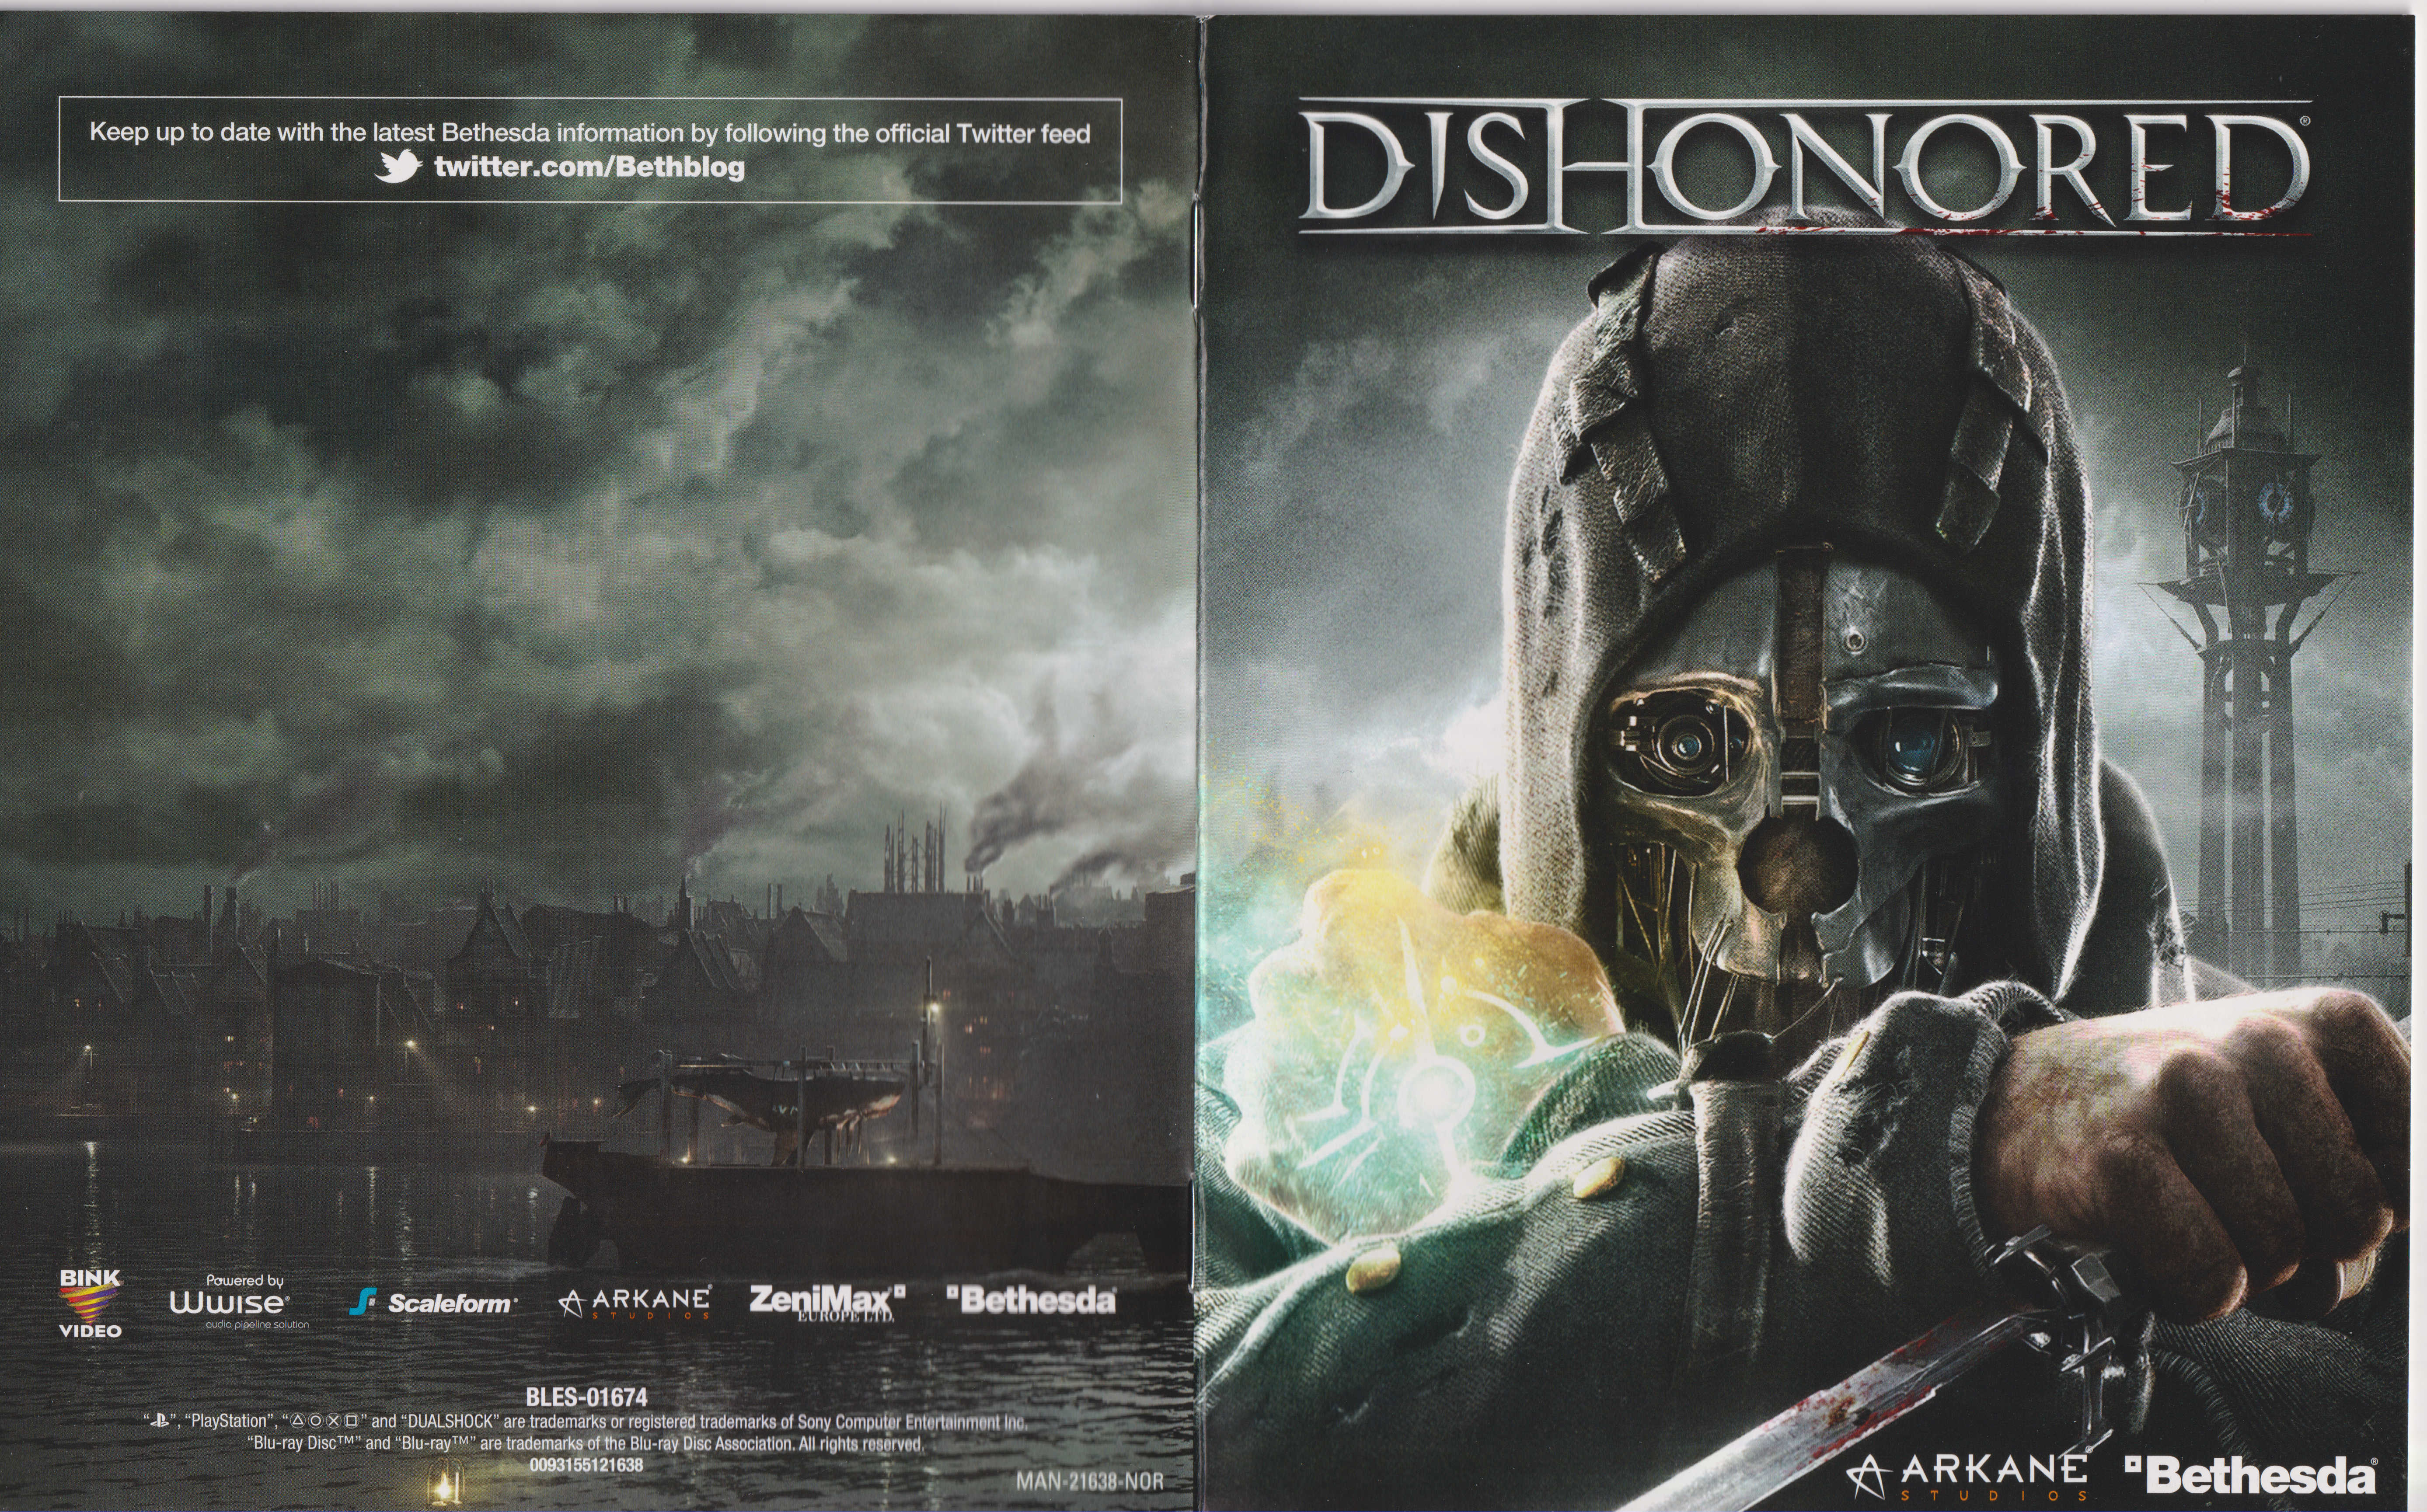 Keep up to date with the latest Bethesda information by following the official Twitter feed
twitter.com/Bethblog
BINK
VIDEO
Powered by
Wwise®
audio pipeline solution
Scaleform®
ARKANE®
STUDIOS
ZeniMax®
EUROPE LTD.
Bethesda®
BLES-01674
“”, “PlayStation”, “△○✕□” and “DUALSHOCK” are trademarks or registered trademarks of Sony Computer Entertainment Inc.
“Blu-ray Disc™” and “Blu-ray™” are trademarks of the Blu-ray Disc Association. All rights reserved.
0093155121638
MAN-21638-NOR
DISHONORED®
ARKANE®
STUDIOS
Bethesda®